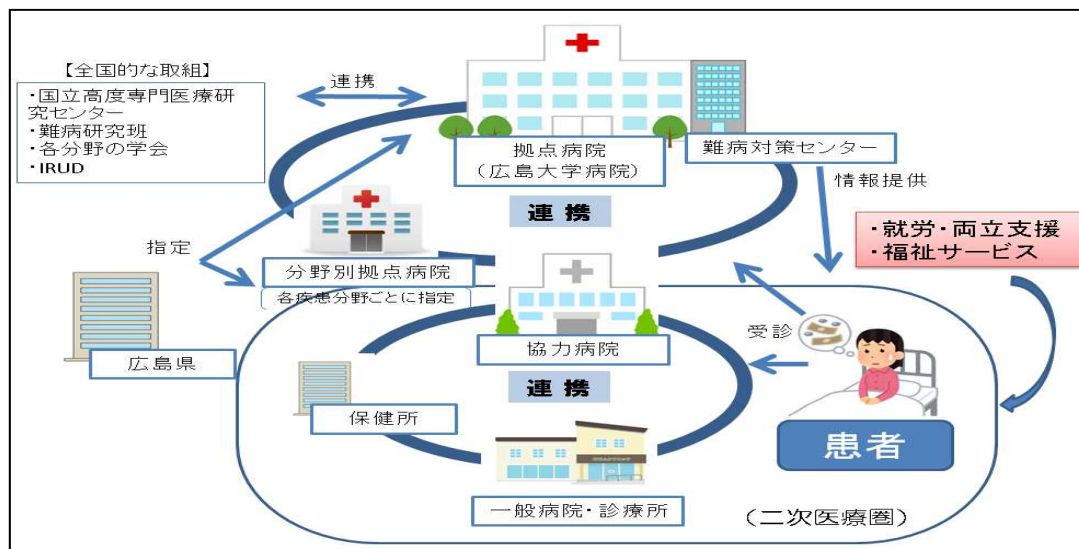 【全国的な取組】
・国立高度専門医療研
究センター
・難病研究班
・各分野の学会
・IRUD
連携
拠点病院
（広島大学病院）
難病対策センター
情報提供
連携
・就労・両立支援
・福祉サービス
指定
分野別拠点病院
各疾患分野ごとに指定
広島県
協力病院
受診
連携
保健所
患者
一般病院・診療所
（二次医療圏）